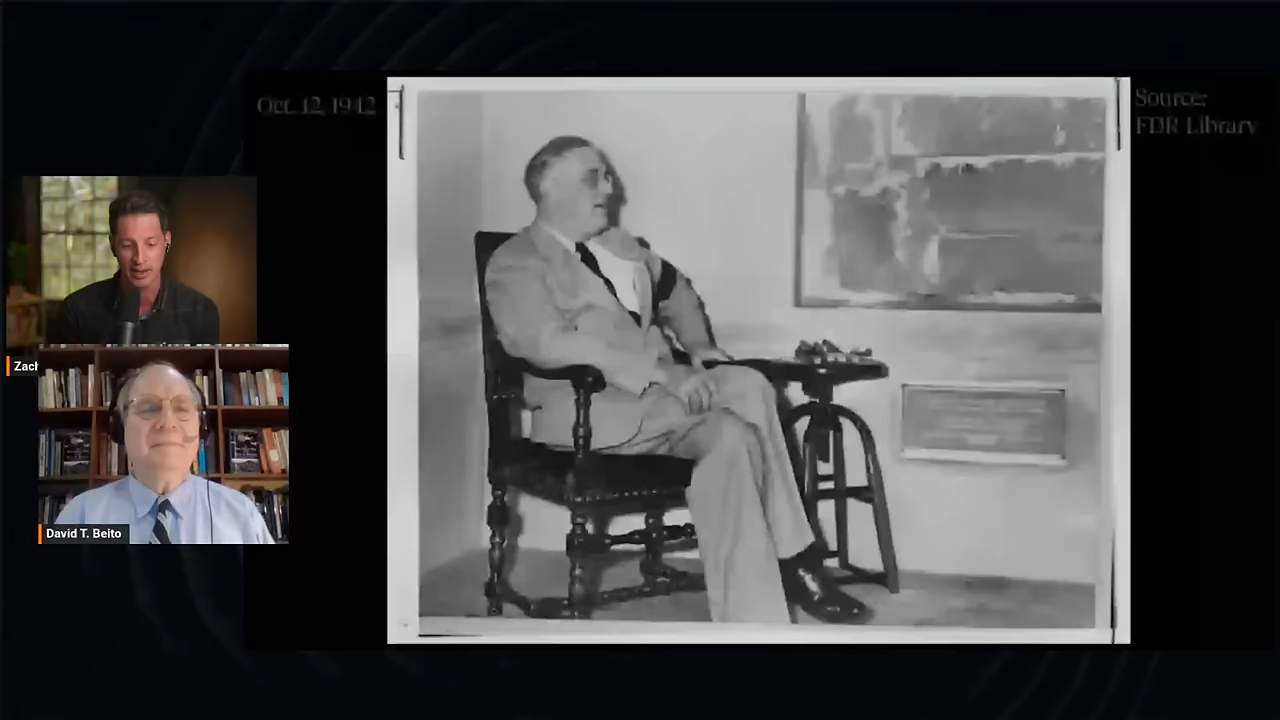 Oct. 12, 1942
Source:
FDR Library
Zach
David T. Beito